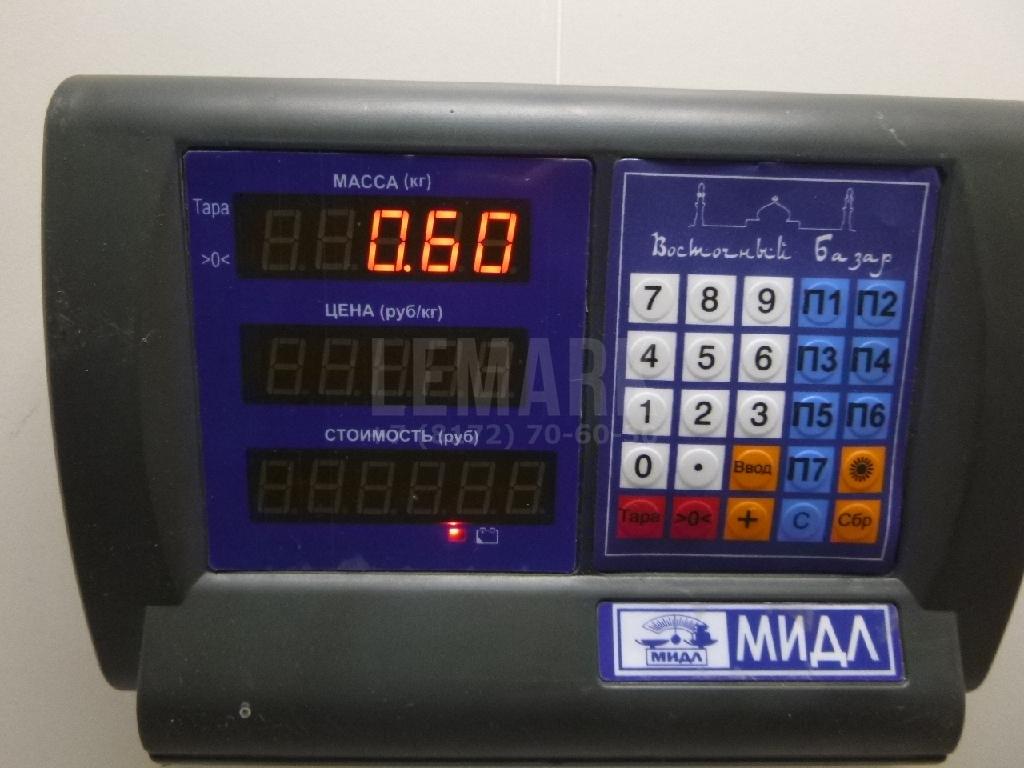 МАССА (кг)
Тара
0.60
>0<
ЦЕНА (руб/кг)
СТОИМОСТЬ (руб)
Восточный Базар
7 8 9 П1 П2
4 5 6 П3 П4
1 2 3 П5 П6
0 . Ввод П7
Тара >0< + С Сбр
МИДЛ
МИДЛ
LEMARK